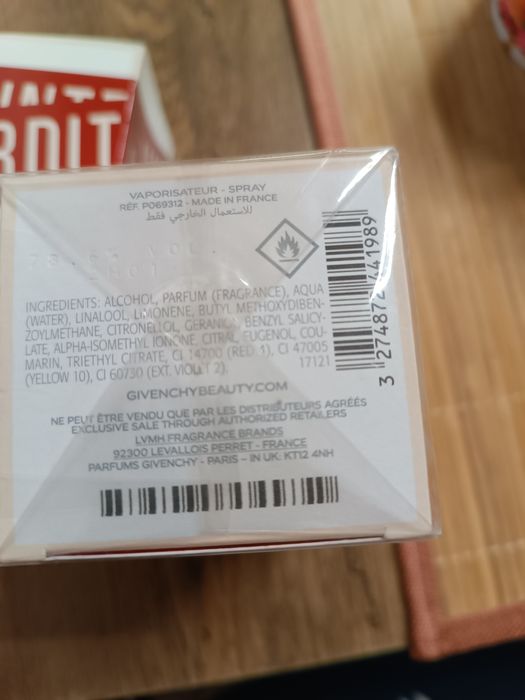 RDIT
VAPORISATEUR - SPRAY
RÉF. P069312 - MADE IN FRANCE
للاستعمال الخارجي فقط
INGREDIENTS: ALCOHOL, PARFUM (FRAGRANCE), AQUA
(WATER), LINALOOL, LIMONENE, BUTYL METHOXYDIBEN-
ZOYLMETHANE, CITRONELLOL, GERANIOL, BENZYL SALICY-
LATE, ALPHA-ISOMETHYL IONONE, CITRAL, EUGENOL, COU-
MARIN, TRIETHYL CITRATE, CI 14700 (RED 1), CI 47005
(YELLOW 10), CI 60730 (EXT. VIOLET 2). 17121
3 274872 441989
GIVENCHYBEAUTY.COM
NE PEUT ÊTRE VENDU QUE PAR LES DISTRIBUTEURS AGRÉÉS
EXCLUSIVE SALE THROUGH AUTHORIZED RETAILERS
LVMH FRAGRANCE BRANDS
92300 LEVALLOIS PERRET - FRANCE
PARFUMS GIVENCHY - PARIS - IN UK: KT12 4NH